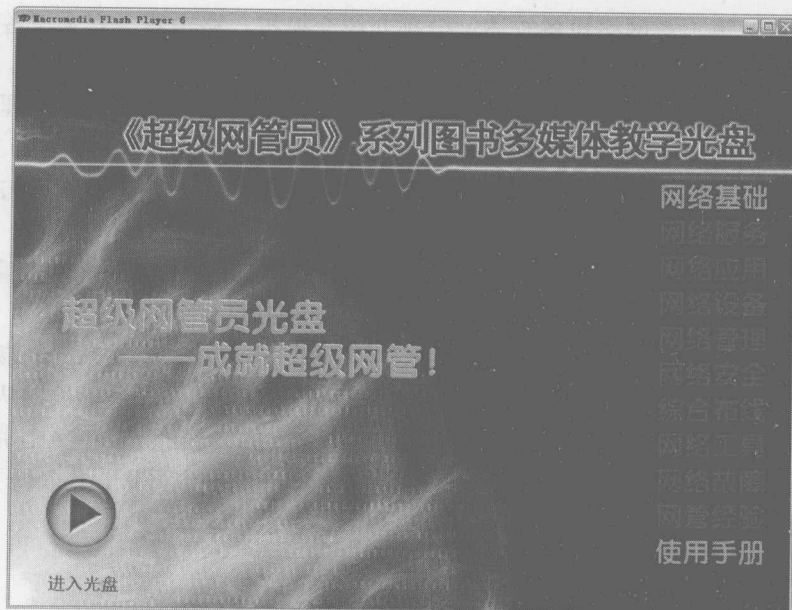 Macromedia Flash Player 6
《超级网管员》系列图书多媒体教学光盘
网络基础
网络服务
网络应用
网络设备
网络管理
网络安全
综合布线
网络工具
网络故障
网管经验
超级网管员光盘
——成就超级网管！
使用手册
进入光盘